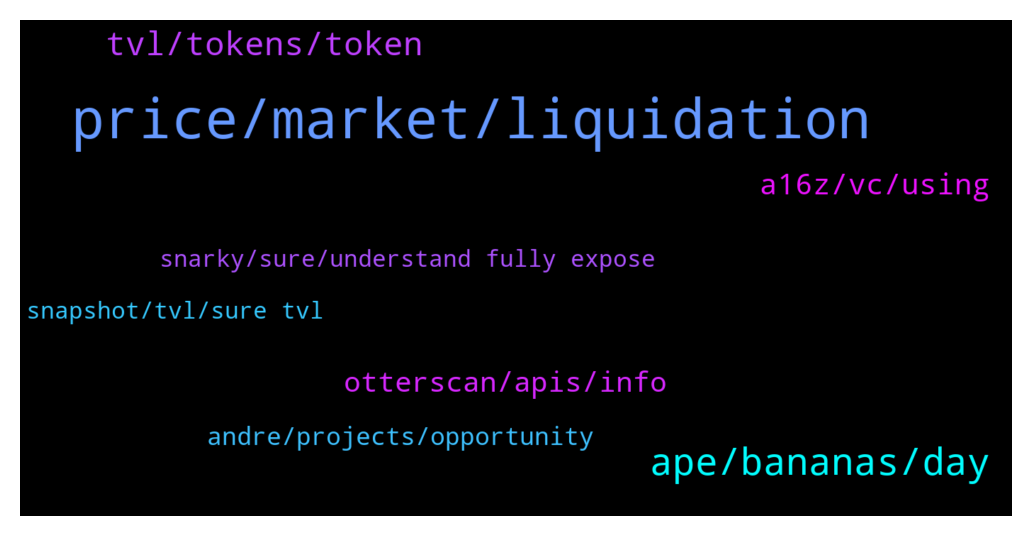 tvl/tokens/token
price/market/liquidation
a16z/vc/using
snarky/sure/understand fully expose
snapshot/tvl/sure tvl
otterscan/apis/info
andre/projects/opportunity
ape/bananas/day